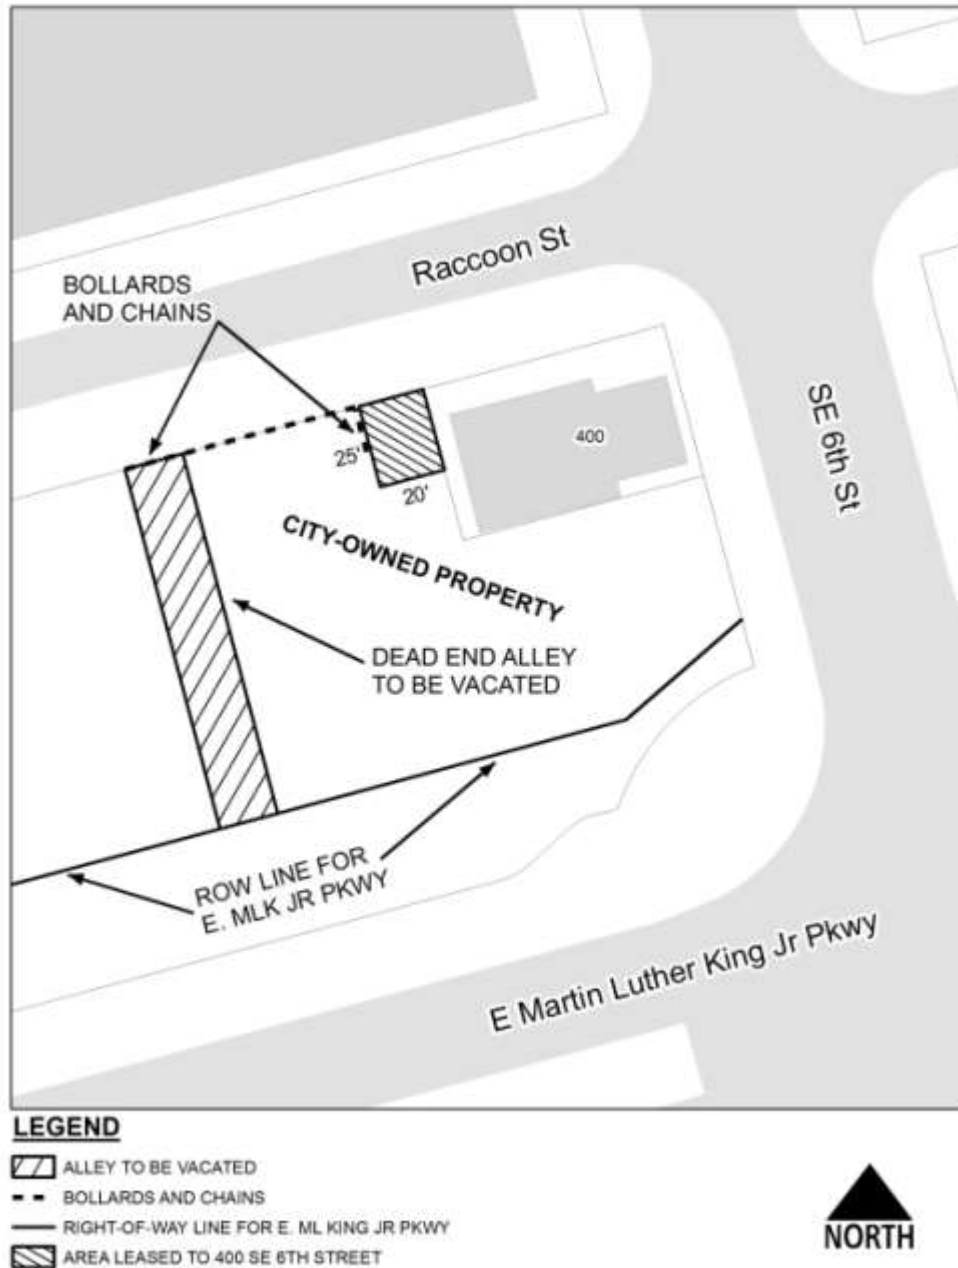 Raccoon St
BOLLARDS
AND CHAINS
SE 6th St
400
25'
20'
CITY-OWNED PROPERTY
DEAD END ALLEY
TO BE VACATED
ROW LINE FOR
E. MLK JR PKWY
E Martin Luther King Jr Pkwy
LEGEND
ALLEY TO BE VACATED
BOLLARDS AND CHAINS
RIGHT-OF-WAY LINE FOR E. ML KING JR PKWY
AREA LEASED TO 400 SE 6TH STREET
NORTH